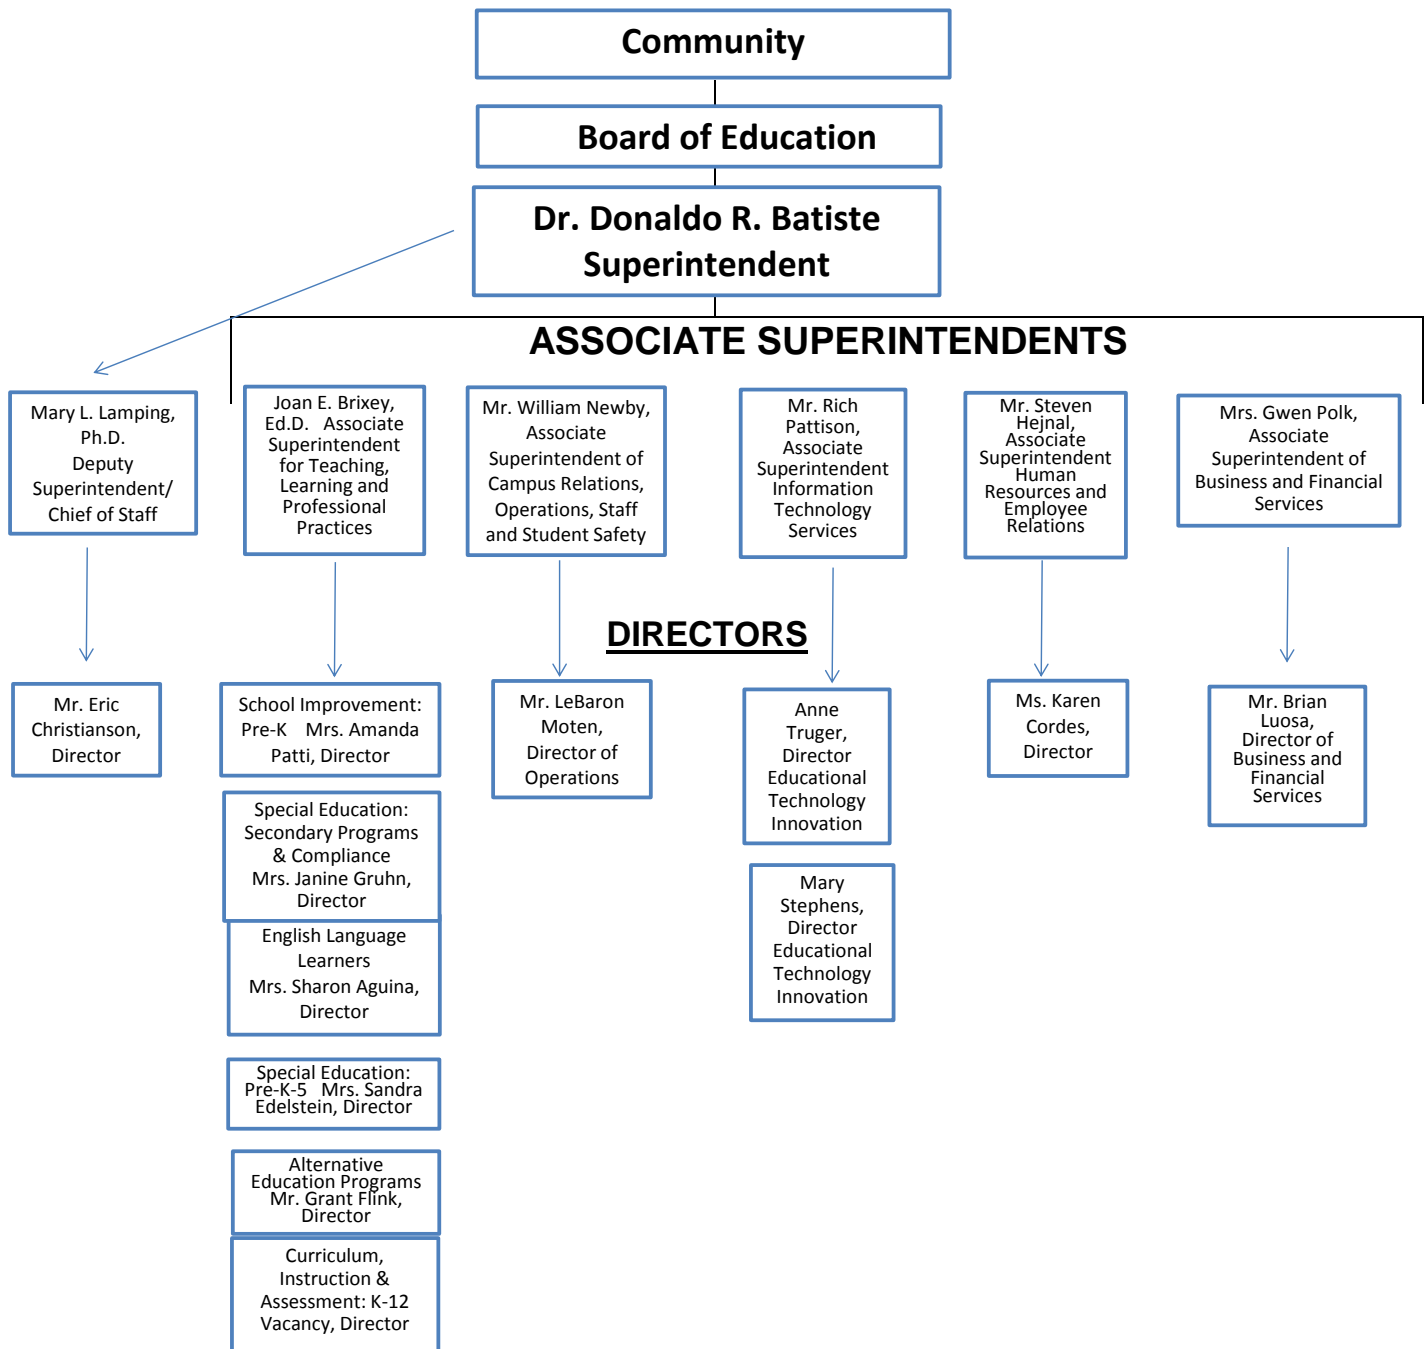 Community
Board of Education
Dr. Donaldo R. Batiste
Superintendent
ASSOCIATE SUPERINTENDENTS
Mary L. Lamping,
Ph.D.
Deputy
Superintendent/
Chief of Staff
Joan E. Brixey,
Ed.D. Associate
Superintendent
for Teaching,
Learning and
Professional
Practices
Mr. William Newby,
Associate
Superintendent of
Campus Relations,
Operations, Staff
and Student Safety
Mr. Rich
Pattison,
Associate
Superintendent
Information
Technology
Services
Mr. Steven
Hejnal,
Associate
Superintendent
Human
Resources and
Employee
Relations
Mrs. Gwen Polk,
Associate
Superintendent of
Business and Financial
Services
DIRECTORS
Mr. Eric
Christianson,
Director
School Improvement:
Pre-K Mrs. Amanda
Patti, Director
Special Education:
Secondary Programs
& Compliance
Mrs. Janine Gruhn,
Director
English Language
Learners
Mrs. Sharon Aguina,
Director
Special Education:
Pre-K-5 Mrs. Sandra
Edelstein, Director
Alternative
Education Programs
Mr. Grant Flink,
Director
Curriculum,
Instruction &
Assessment: K-12
Vacancy, Director
Mr. LeBaron
Moten,
Director of
Operations
Anne
Truger,
Director
Educational
Technology
Innovation
Mary
Stephens,
Director
Educational
Technology
Innovation
Ms. Karen
Cordes,
Director
Mr. Brian
Luosa,
Director of
Business and
Financial
Services